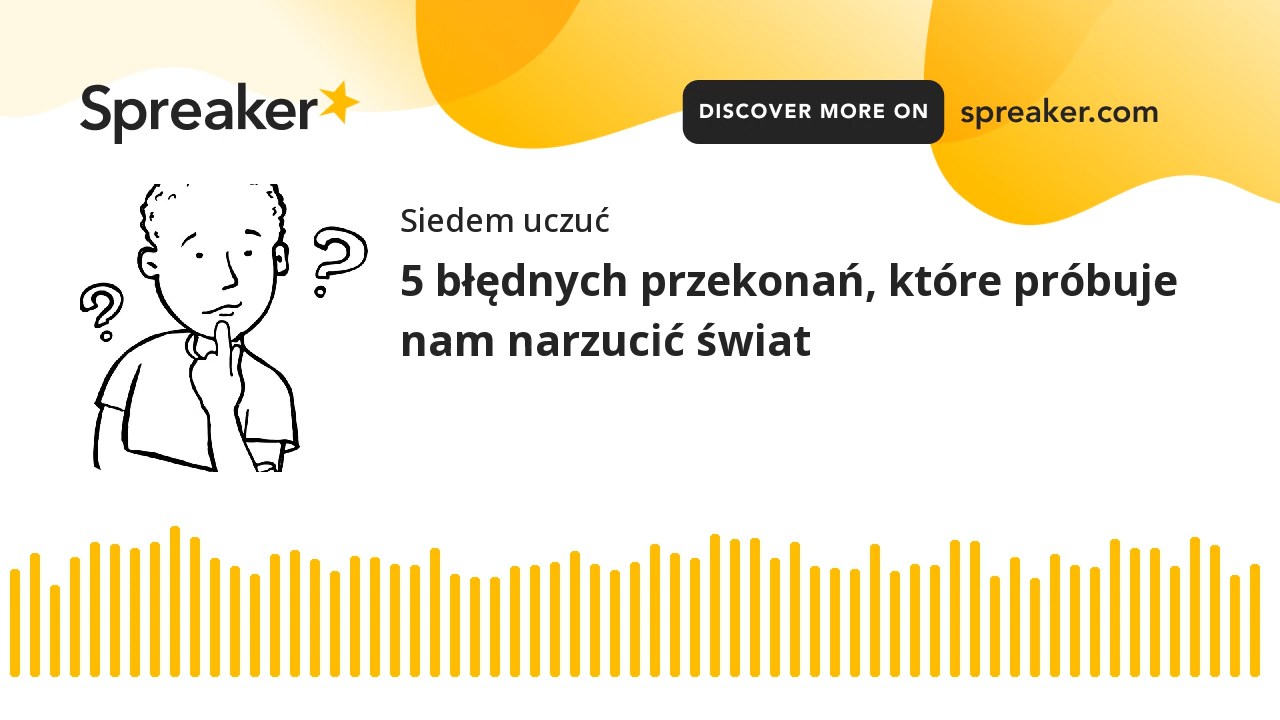 Spreaker
DISCOVER MORE ON spreaker.com
Siedem uczuć
5 błędnych przekonań, które próbuje
nam narzucić świat